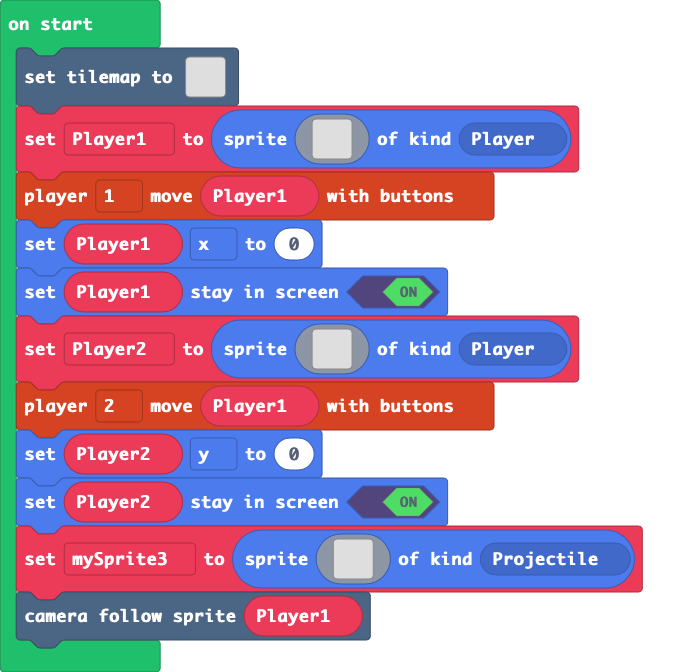 on start
set tilemap to
set Player1 to sprite of kind Player
player 1 move Player1 with buttons
set Player1 x to 0
set Player1 stay in screen ON
set Player2 to sprite of kind Player
player 2 move Player1 with buttons
set Player2 y to 0
set Player2 stay in screen ON
set mySprite3 to sprite of kind Projectile
camera follow sprite Player1